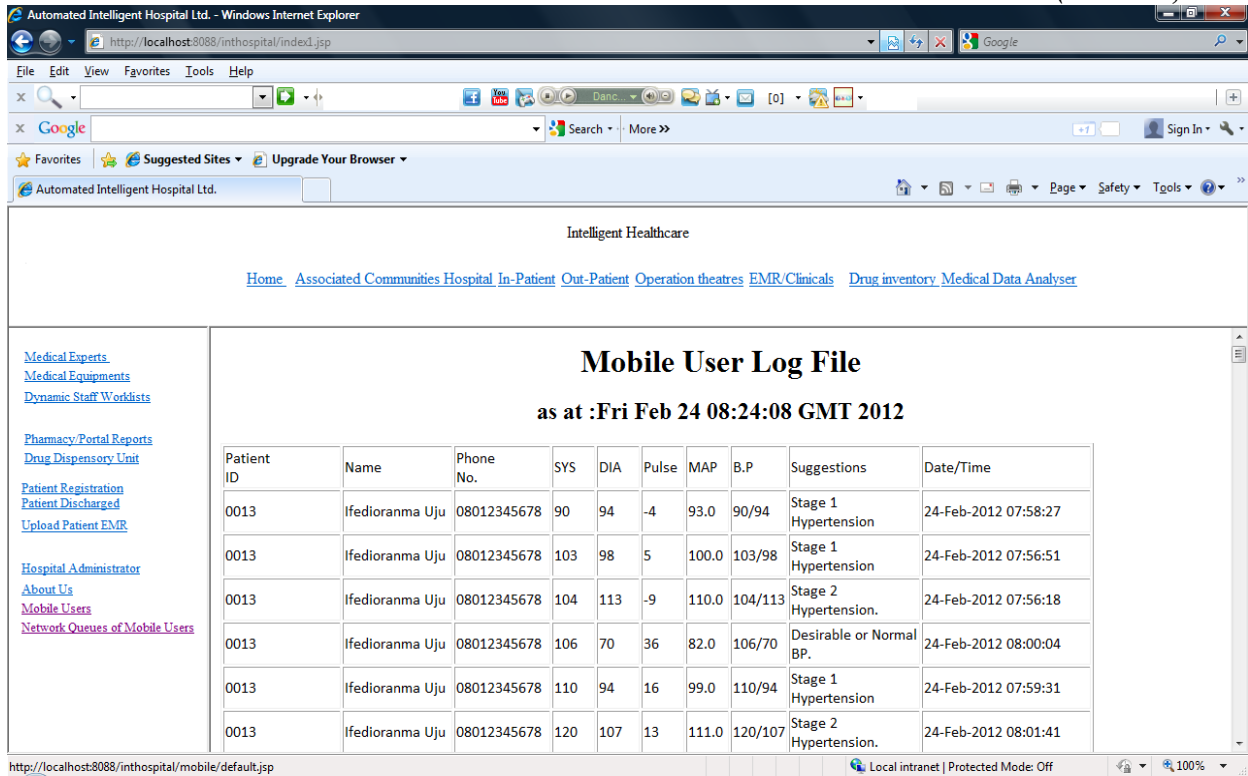 Automated Intelligent Hospital Ltd. - Windows Internet Explorer
http://localhost:8088/inthospital/index1.jsp
Google
File Edit View Favorites Tools Help
x
You Tube
Danc...
[0]
x Google
Search
More >>
+1
Sign In
Favorites
Suggested Sites
Upgrade Your Browser
Automated Intelligent Hospital Ltd.
Page
Safety
Tools
Intelligent Healthcare
Home Associated Communities Hospital In-Patient Out-Patient Operation theatres EMR/Clinicals Drug inventory Medical Data Analyser
Medical Experts
Medical Equipments
Dynamic Staff Worklists
Pharmacy/Portal Reports
Drug Dispensory Unit
Patient Registration
Patient Discharged
Upload Patient EMR
Hospital Administrator
About Us
Mobile Users
Network Queues of Mobile Users
Mobile User Log File
as at :Fri Feb 24 08:24:08 GMT 2012
Patient ID Name Phone No. SYS DIA Pulse MAP B.P Suggestions Date/Time
0013 Ifedioranma Uju 08012345678 90 94 -4 93.0 90/94 Stage 1 Hypertension 24-Feb-2012 07:58:27
0013 Ifedioranma Uju 08012345678 103 98 5 100.0 103/98 Stage 1 Hypertension 24-Feb-2012 07:56:51
0013 Ifedioranma Uju 08012345678 104 113 -9 110.0 104/113 Stage 2 Hypertension. 24-Feb-2012 07:56:18
0013 Ifedioranma Uju 08012345678 106 70 36 82.0 106/70 Desirable or Normal BP. 24-Feb-2012 08:00:04
0013 Ifedioranma Uju 08012345678 110 94 16 99.0 110/94 Stage 1 Hypertension 24-Feb-2012 07:59:31
0013 Ifedioranma Uju 08012345678 120 107 13 111.0 120/107 Stage 2 Hypertension. 24-Feb-2012 08:01:41
http://localhost:8088/inthospital/mobile/default.jsp
Local intranet | Protected Mode: Off
100%